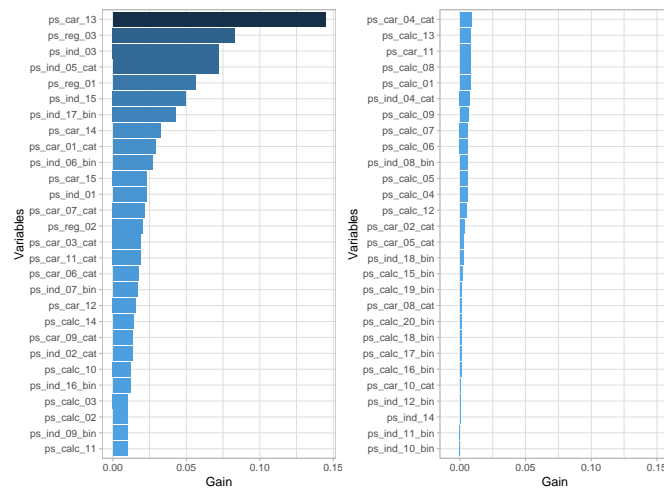 Variables
ps_car_13
ps_reg_03
ps_ind_03
ps_ind_05_cat
ps_reg_01
ps_ind_15
ps_ind_17_bin
ps_car_14
ps_car_01_cat
ps_ind_06_bin
ps_car_15
ps_ind_01
ps_car_07_cat
ps_reg_02
ps_car_03_cat
ps_car_11_cat
ps_car_06_cat
ps_ind_07_bin
ps_car_12
ps_calc_14
ps_car_09_cat
ps_ind_02_cat
ps_calc_10
ps_ind_16_bin
ps_calc_03
ps_calc_02
ps_ind_09_bin
ps_calc_11
0.00 0.05 0.10 0.15
Gain
Variables
ps_car_04_cat
ps_calc_13
ps_car_11
ps_calc_08
ps_calc_01
ps_ind_04_cat
ps_calc_09
ps_calc_07
ps_calc_06
ps_ind_08_bin
ps_calc_05
ps_calc_04
ps_calc_12
ps_car_02_cat
ps_car_05_cat
ps_ind_18_bin
ps_calc_15_bin
ps_calc_19_bin
ps_car_08_cat
ps_calc_20_bin
ps_calc_18_bin
ps_calc_17_bin
ps_calc_16_bin
ps_car_10_cat
ps_ind_12_bin
ps_ind_14
ps_ind_11_bin
ps_ind_10_bin
0.00 0.05 0.10 0.15
Gain